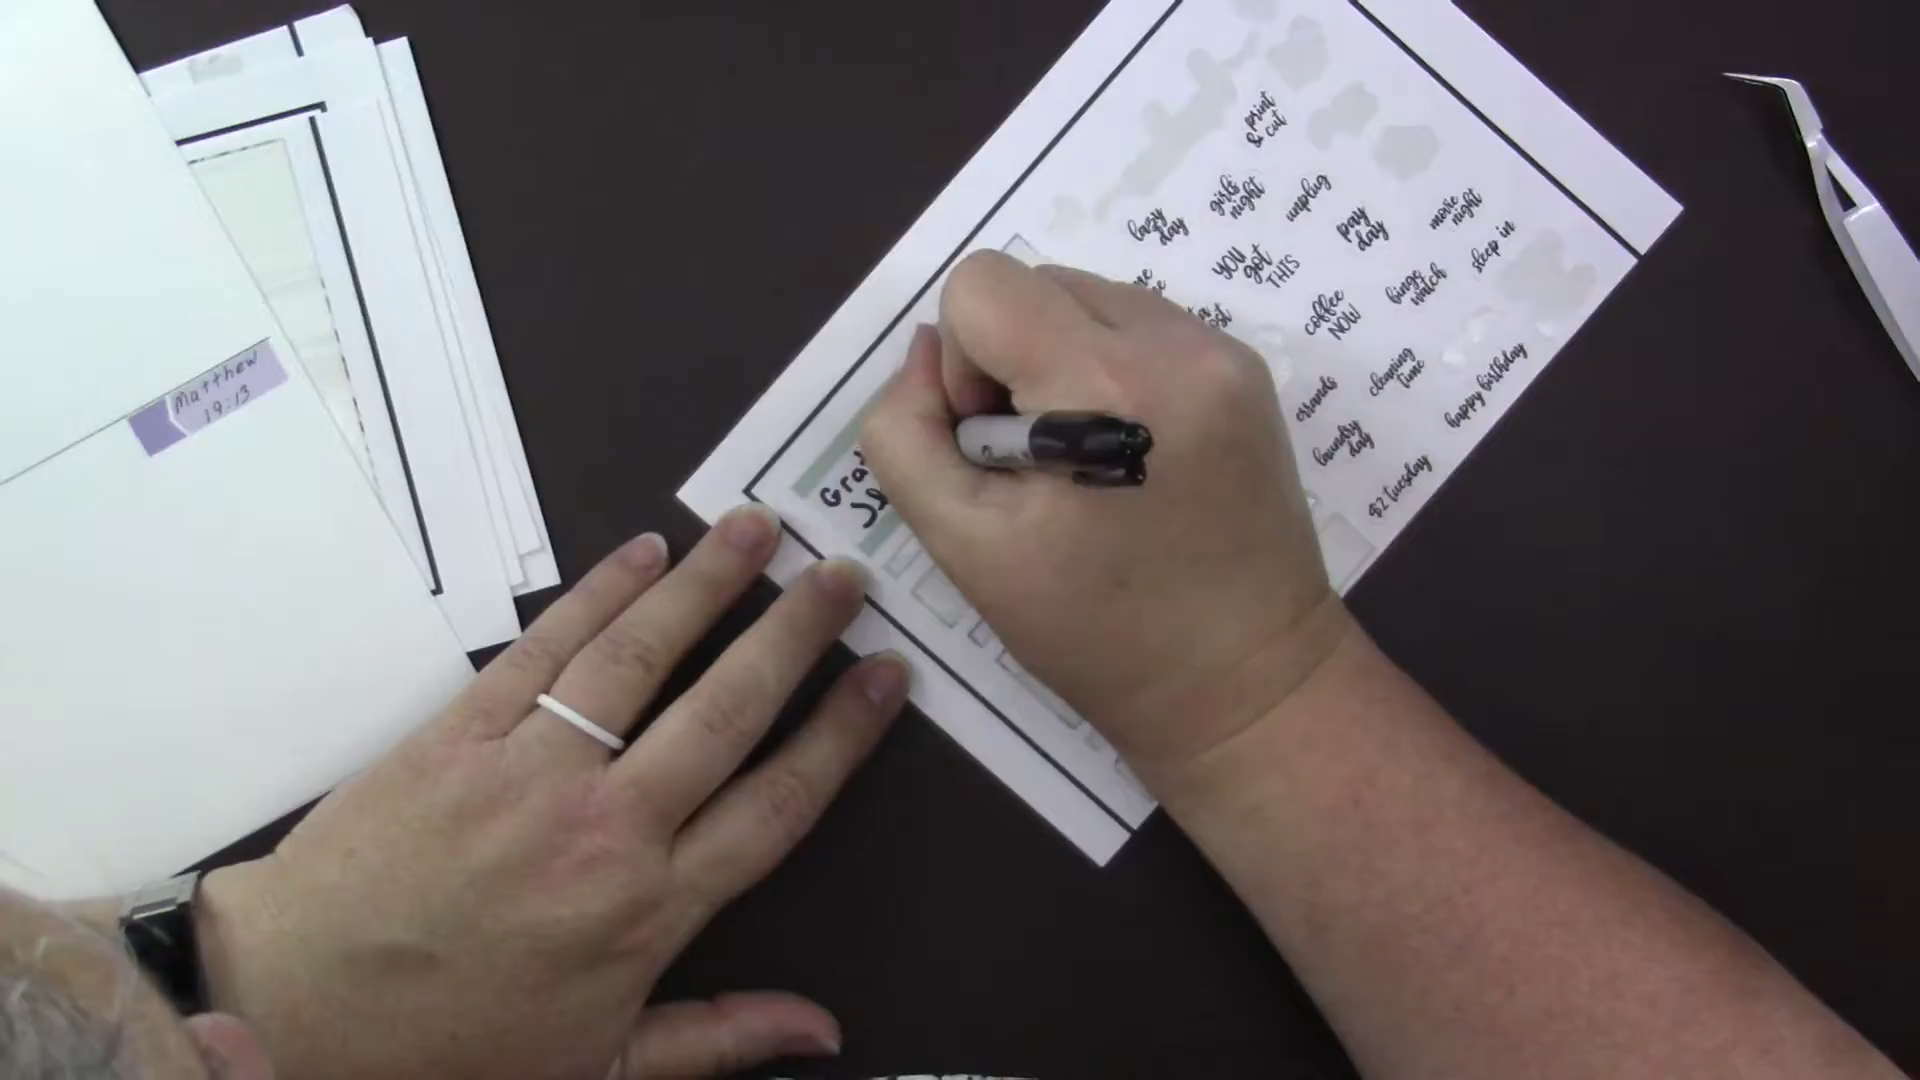 Matthew
19:13
print
& cut
girls
night
unplug
lazy
day
pay
day
movie
night
YOU
got
THIS
sleep in
coffee
NOW
binge
watch
errands
cleaning
time
laundry
day
happy birthday
$2 tuesday